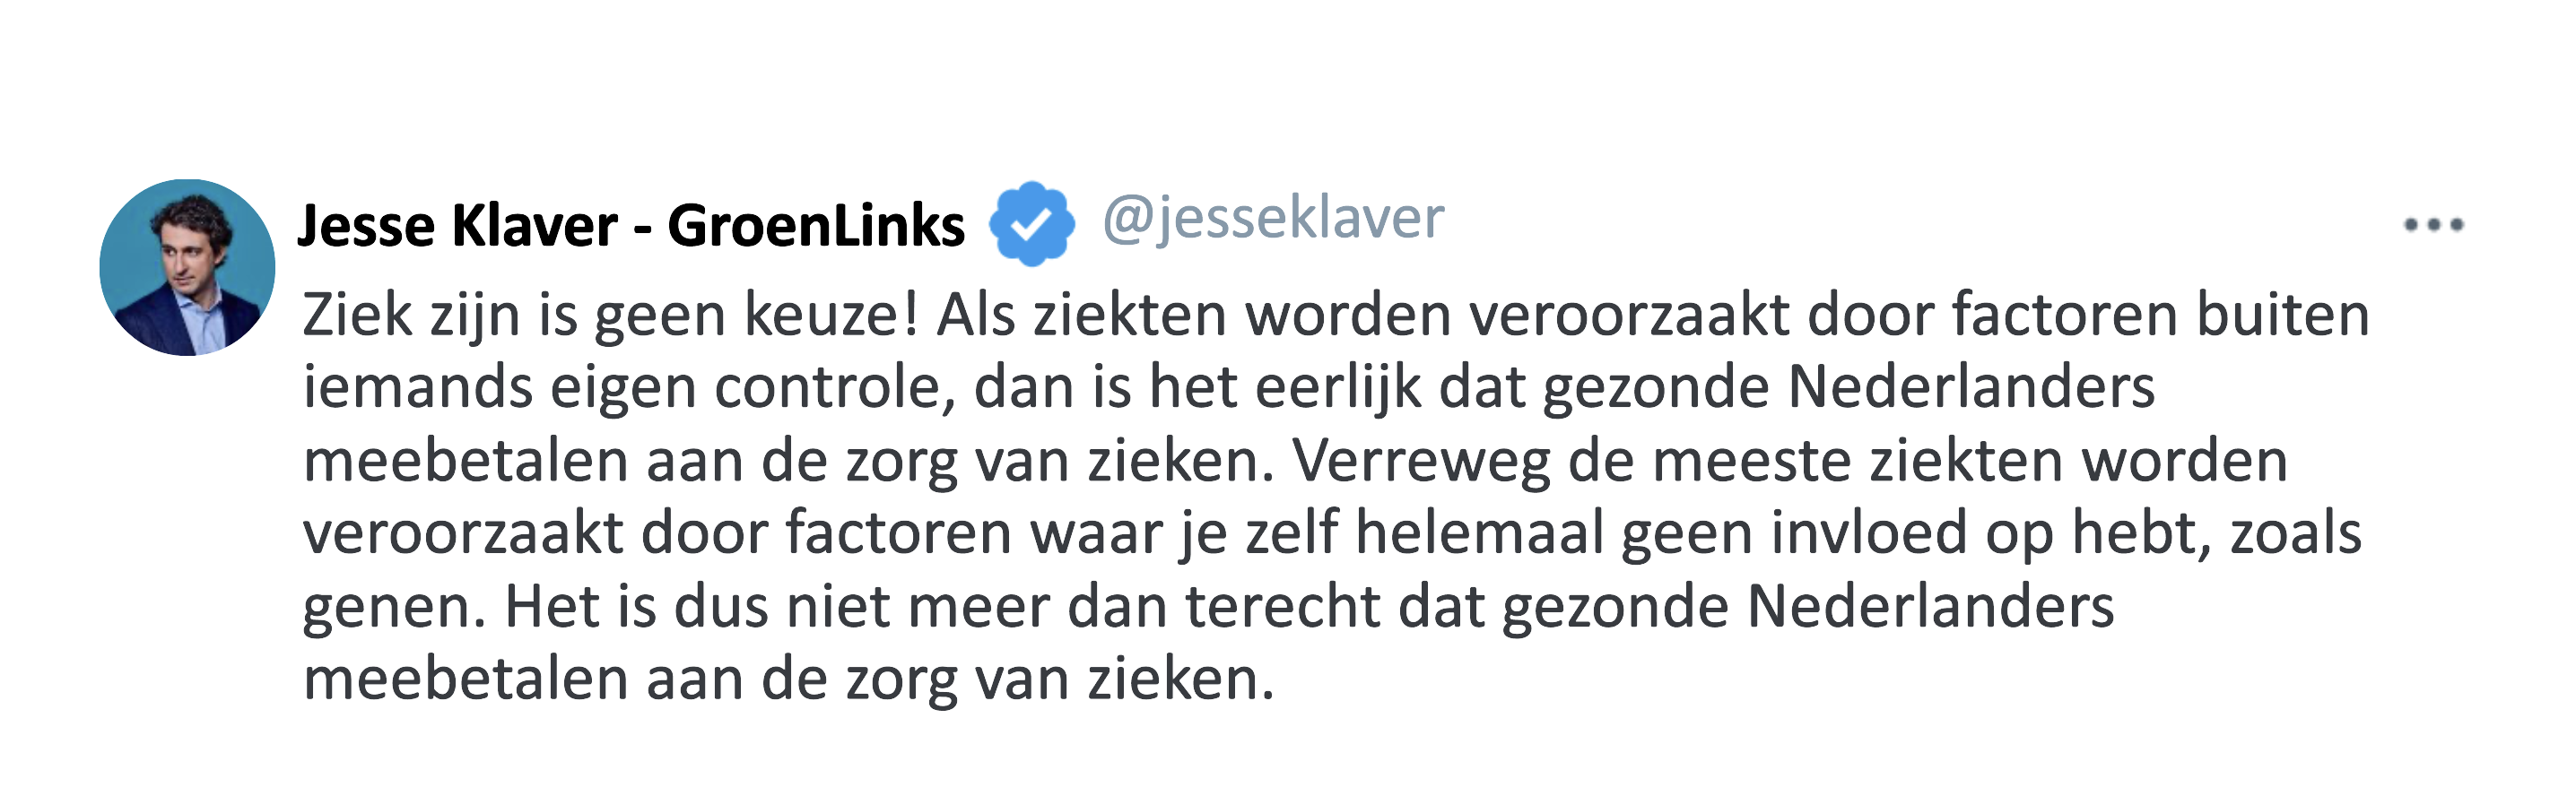 Jesse Klaver - GroenLinks @jesseklaver
Ziek zijn is geen keuze! Als ziekten worden veroorzaakt door factoren buiten
iemands eigen controle, dan is het eerlijk dat gezonde Nederlanders
meebetalen aan de zorg van zieken. Verreweg de meeste ziekten worden
veroorzaakt door factoren waar je zelf helemaal geen invloed op hebt, zoals
genen. Het is dus niet meer dan terecht dat gezonde Nederlanders
meebetalen aan de zorg van zieken.